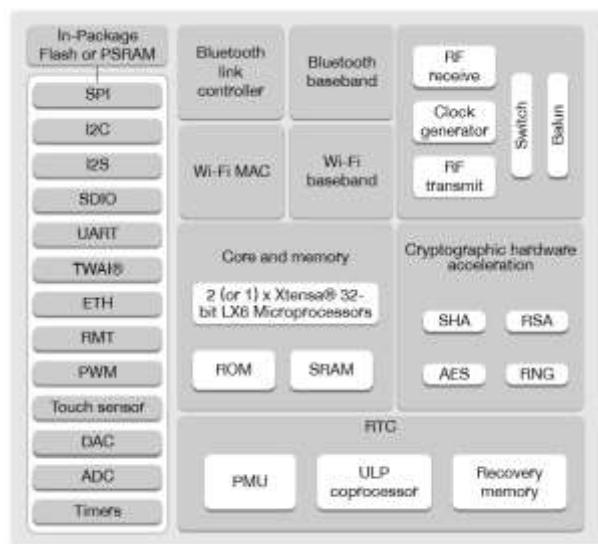 In-Package
Flash or PSRAM
SPI
I2C
I2S
SDIO
UART
TWAI®
ETH
RMT
PWM
Touch sensor
DAC
ADC
Timers
Bluetooth
link
controller
Bluetooth
baseband
Wi-Fi MAC
Wi-Fi
baseband
RF
receive
Clock
generator
RF
transmit
Switch
Balun
Core and memory
2 (or 1) x Xtensa® 32-
bit LX6 Microprocessors
ROM
SRAM
Cryptographic hardware
acceleration
SHA
RSA
AES
RNG
RTC
PMU
ULP
coprocessor
Recovery
memory